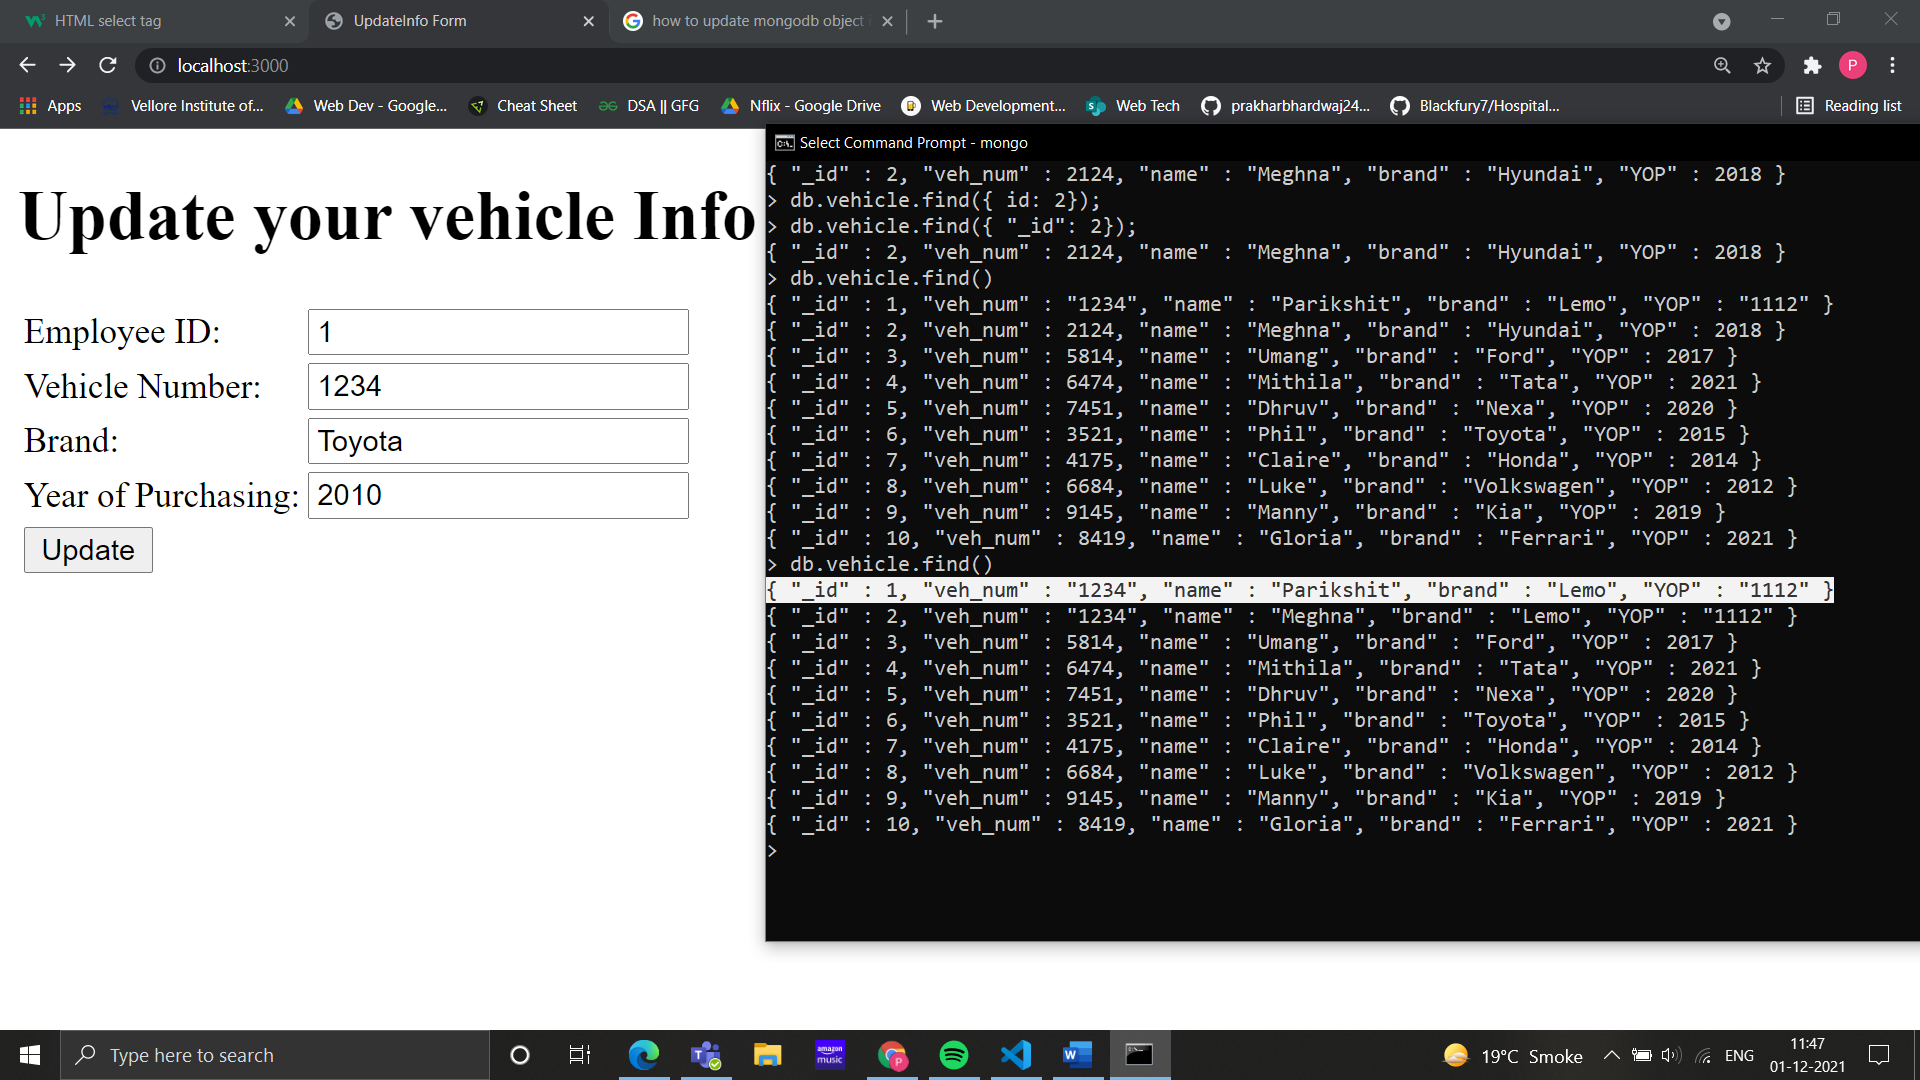 HTML select tag
UpdateInfo Form
how to update mongodb object
localhost:3000
P
Apps
Vellore Institute of...
Web Dev - Google...
Cheat Sheet
DSA || GFG
Nflix - Google Drive
Web Development...
Web Tech
prakharbhardwaj24...
Blackfury7/Hospital...
Reading list
Update your vehicle Info
Employee ID: 1
Vehicle Number: 1234
Brand: Toyota
Year of Purchasing: 2010
Update
Select Command Prompt - mongo
{ "_id" : 2, "veh_num" : 2124, "name" : "Meghna", "brand" : "Hyundai", "YOP" : 2018 }
> db.vehicle.find({ id: 2});
> db.vehicle.find({ "_id": 2});
{ "_id" : 2, "veh_num" : 2124, "name" : "Meghna", "brand" : "Hyundai", "YOP" : 2018 }
> db.vehicle.find()
{ "_id" : 1, "veh_num" : "1234", "name" : "Parikshit", "brand" : "Lemo", "YOP" : "1112" }
{ "_id" : 2, "veh_num" : 2124, "name" : "Meghna", "brand" : "Hyundai", "YOP" : 2018 }
{ "_id" : 3, "veh_num" : 5814, "name" : "Umang", "brand" : "Ford", "YOP" : 2017 }
{ "_id" : 4, "veh_num" : 6474, "name" : "Mithila", "brand" : "Tata", "YOP" : 2021 }
{ "_id" : 5, "veh_num" : 7451, "name" : "Dhruv", "brand" : "Nexa", "YOP" : 2020 }
{ "_id" : 6, "veh_num" : 3521, "name" : "Phil", "brand" : "Toyota", "YOP" : 2015 }
{ "_id" : 7, "veh_num" : 4175, "name" : "Claire", "brand" : "Honda", "YOP" : 2014 }
{ "_id" : 8, "veh_num" : 6684, "name" : "Luke", "brand" : "Volkswagen", "YOP" : 2012 }
{ "_id" : 9, "veh_num" : 9145, "name" : "Manny", "brand" : "Kia", "YOP" : 2019 }
{ "_id" : 10, "veh_num" : 8419, "name" : "Gloria", "brand" : "Ferrari", "YOP" : 2021 }
> db.vehicle.find()
{ "_id" : 1, "veh_num" : "1234", "name" : "Parikshit", "brand" : "Lemo", "YOP" : "1112" }
{ "_id" : 2, "veh_num" : "1234", "name" : "Meghna", "brand" : "Lemo", "YOP" : "1112" }
{ "_id" : 3, "veh_num" : 5814, "name" : "Umang", "brand" : "Ford", "YOP" : 2017 }
{ "_id" : 4, "veh_num" : 6474, "name" : "Mithila", "brand" : "Tata", "YOP" : 2021 }
{ "_id" : 5, "veh_num" : 7451, "name" : "Dhruv", "brand" : "Nexa", "YOP" : 2020 }
{ "_id" : 6, "veh_num" : 3521, "name" : "Phil", "brand" : "Toyota", "YOP" : 2015 }
{ "_id" : 7, "veh_num" : 4175, "name" : "Claire", "brand" : "Honda", "YOP" : 2014 }
{ "_id" : 8, "veh_num" : 6684, "name" : "Luke", "brand" : "Volkswagen", "YOP" : 2012 }
{ "_id" : 9, "veh_num" : 9145, "name" : "Manny", "brand" : "Kia", "YOP" : 2019 }
{ "_id" : 10, "veh_num" : 8419, "name" : "Gloria", "brand" : "Ferrari", "YOP" : 2021 }
>
Type here to search
amazon music
19°C Smoke
ENG
11:47
01-12-2021